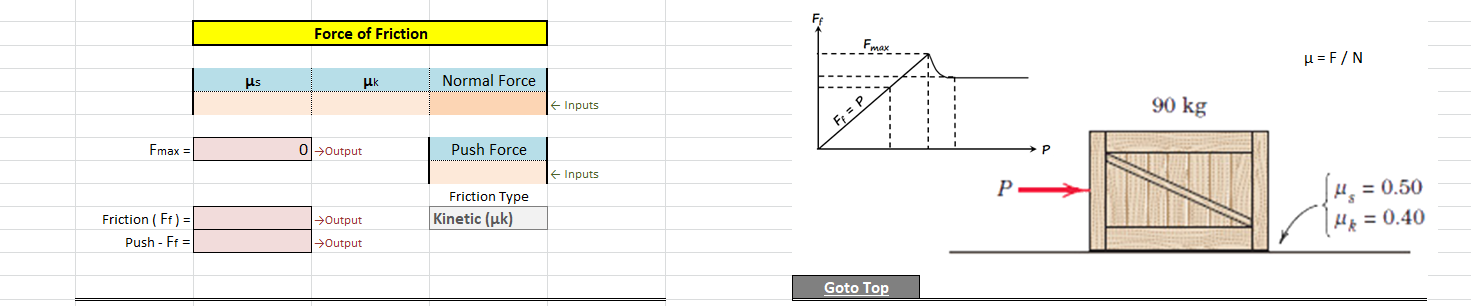 Force of Friction
μs μk Normal Force
← Inputs
Fmax = 0 →Output
Push Force
← Inputs
Friction Type
Friction ( Ff ) = →Output Kinetic (μk)
Push - Ff = →Output
Ff
Fmax
Ff = P
P
μ = F / N
90 kg
P
μs = 0.50
μk = 0.40
Goto Top